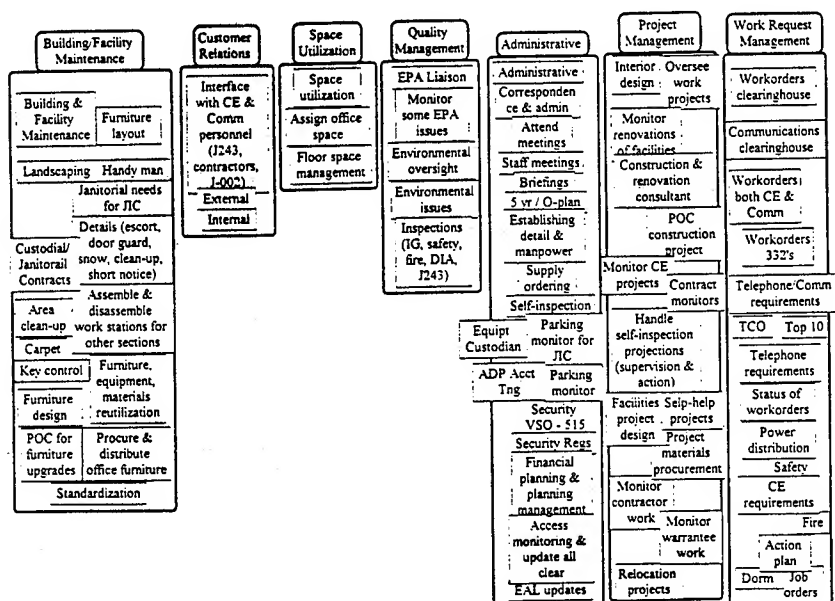 Building/Facility
Maintenance
Building &
Facility
Maintenance
Furniture
layout
Landscaping
Handy man
Janitorial needs
for JIC
Details (escort,
door guard,
snow, clean-up,
short notice)
Custodial/
Janitorail
Contracts
Assemble &
disassemble
work stations for
other sections
Area
clean-up
Carpet
Key control
Furniture,
equipment,
materials
reutilization
Furniture
design
POC for
furniture
upgrades
Procure &
distribute
office furniture
Standardization
Customer
Relations
Interface
with CE &
Comm
personnel
(J243,
contractors,
J-002)
External
Internal
Space
Utilization
Space
utilization
Assign office
space
Floor space
management
Quality
Management
EPA Liaison
Monitor
some EPA
issues
Environmental
oversight
Environmental
issues
Inspections
(IG, safety,
fire, DIA,
J243)
Administrative
Administrative
Corresponden
ce & admin
Attend
meetings
Staff meetings
Briefings
5 yr / O-plan
Establishing
detail &
manpower
Supply
ordering
Self-inspection
Equipt
Custodian
Parking
monitor for
JIC
ADP Acct
Tng
Parking
monitor
Security
VSO - 515
Security Regs
Financial
planning &
planning
management
Access
monitoring &
update all
clear
EAL updates
Project
Management
Interior
design
Oversee
work
projects
Monitor
renovations
of facilities
Construction &
renovation
consultant
POC
construction
project
Monitor CE
projects
Contract
monitors
Handle
self-inspection
projections
(supervision &
action)
Facilities
project
design
Selp-help
projects
Project
materials
procurement
Monitor
contractor
work
Monitor
warrantee
work
Relocation
projects
Work Request
Management
Workorders
clearinghouse
Communications
clearinghouse
Workorders
both CE &
Comm
Workorders
332's
Telephone/Comm
requirements
TCO
Top 10
Telephone
requirements
Status of
workorders
Power
distribution
Safety
CE
requirements
Fire
Action
plan
Dorm
Job
orders